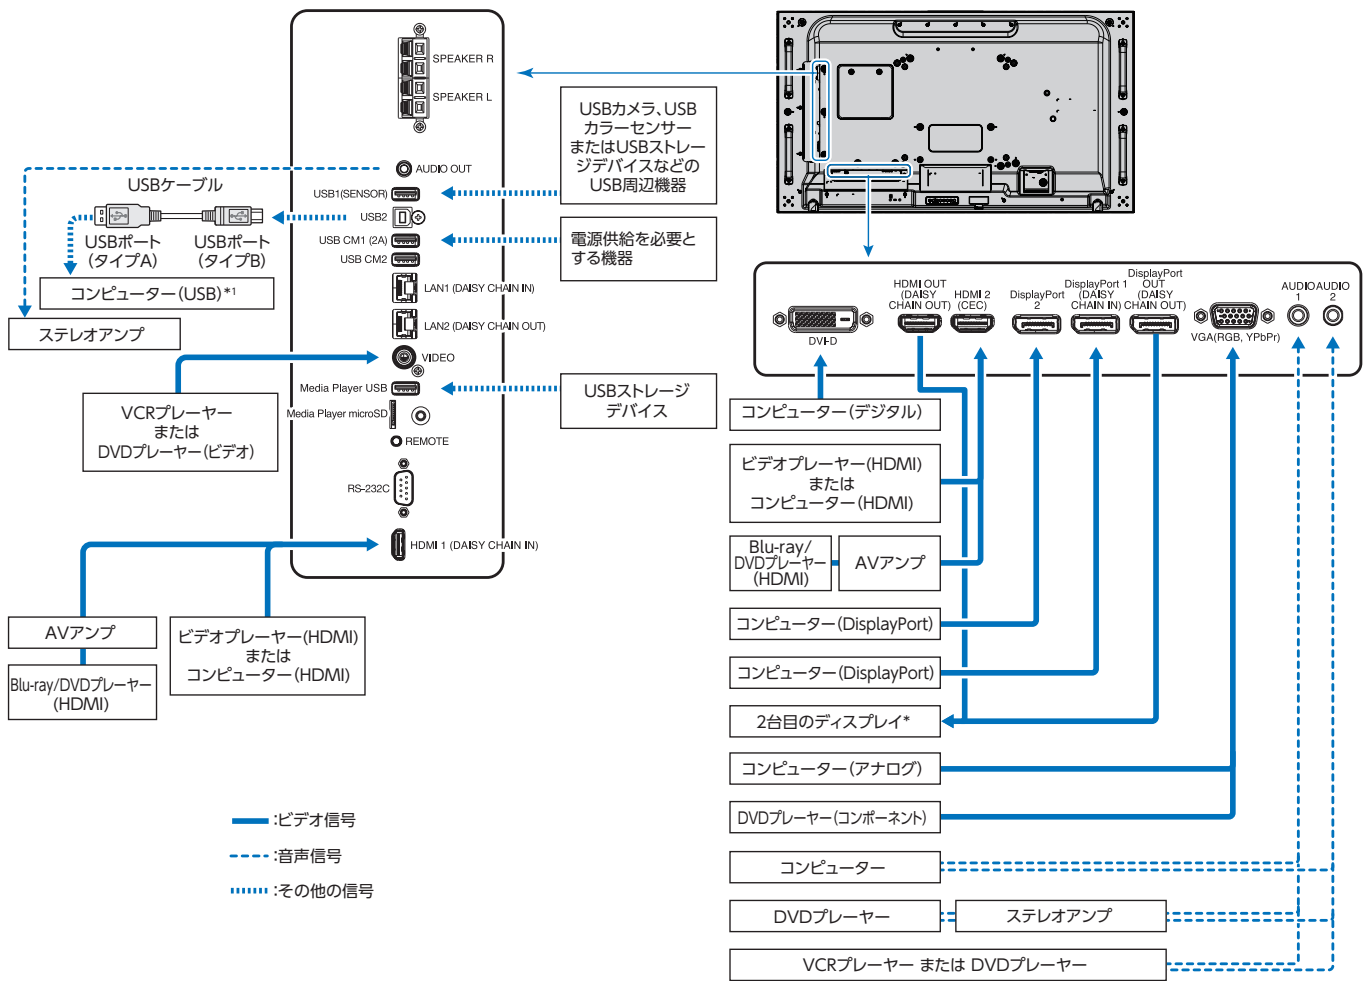 SPEAKER R
SPEAKER L
AUDIO OUT
USB1(SENSOR)
USB2
USB CM1 (2A)
USB CM2
LAN1 (DAISY CHAIN IN)
LAN2 (DAISY CHAIN OUT)
VIDEO
Media Player USB
Media Player microSD
REMOTE
RS-232C
HDMI 1 (DAISY CHAIN IN)
USBケーブル
USBポート
(タイプA)
USBポート
(タイプB)
コンピューター(USB)*1
ステレオアンプ
VCRプレーヤー
または
DVDプレーヤー(ビデオ)
AVアンプ
Blu-ray/DVDプレーヤー
(HDMI)
ビデオプレーヤー(HDMI)
または
コンピューター(HDMI)
USBカメラ、USB
カラーセンサー
またはUSBストレー
ジデバイスなどの
USB周辺機器
電源供給を必要と
する機器
USBストレージ
デバイス
:ビデオ信号
:音声信号
:その他の信号
DVI-D
HDMI OUT
(DAISY
CHAIN OUT)
HDMI 2
(CEC)
DisplayPort
2
DisplayPort 1
(DAISY
CHAIN IN)
DisplayPort
OUT
(DAISY
CHAIN OUT)
VGA(RGB, YPbPr)
AUDIO
1
AUDIO
2
コンピューター(デジタル)
ビデオプレーヤー(HDMI)
または
コンピューター(HDMI)
Blu-ray/
DVDプレーヤー
(HDMI)
AVアンプ
コンピューター(DisplayPort)
コンピューター(DisplayPort)
2台目のディスプレイ*
コンピューター(アナログ)
DVDプレーヤー(コンポーネント)
コンピューター
DVDプレーヤー
ステレオアンプ
VCRプレーヤー または DVDプレーヤー